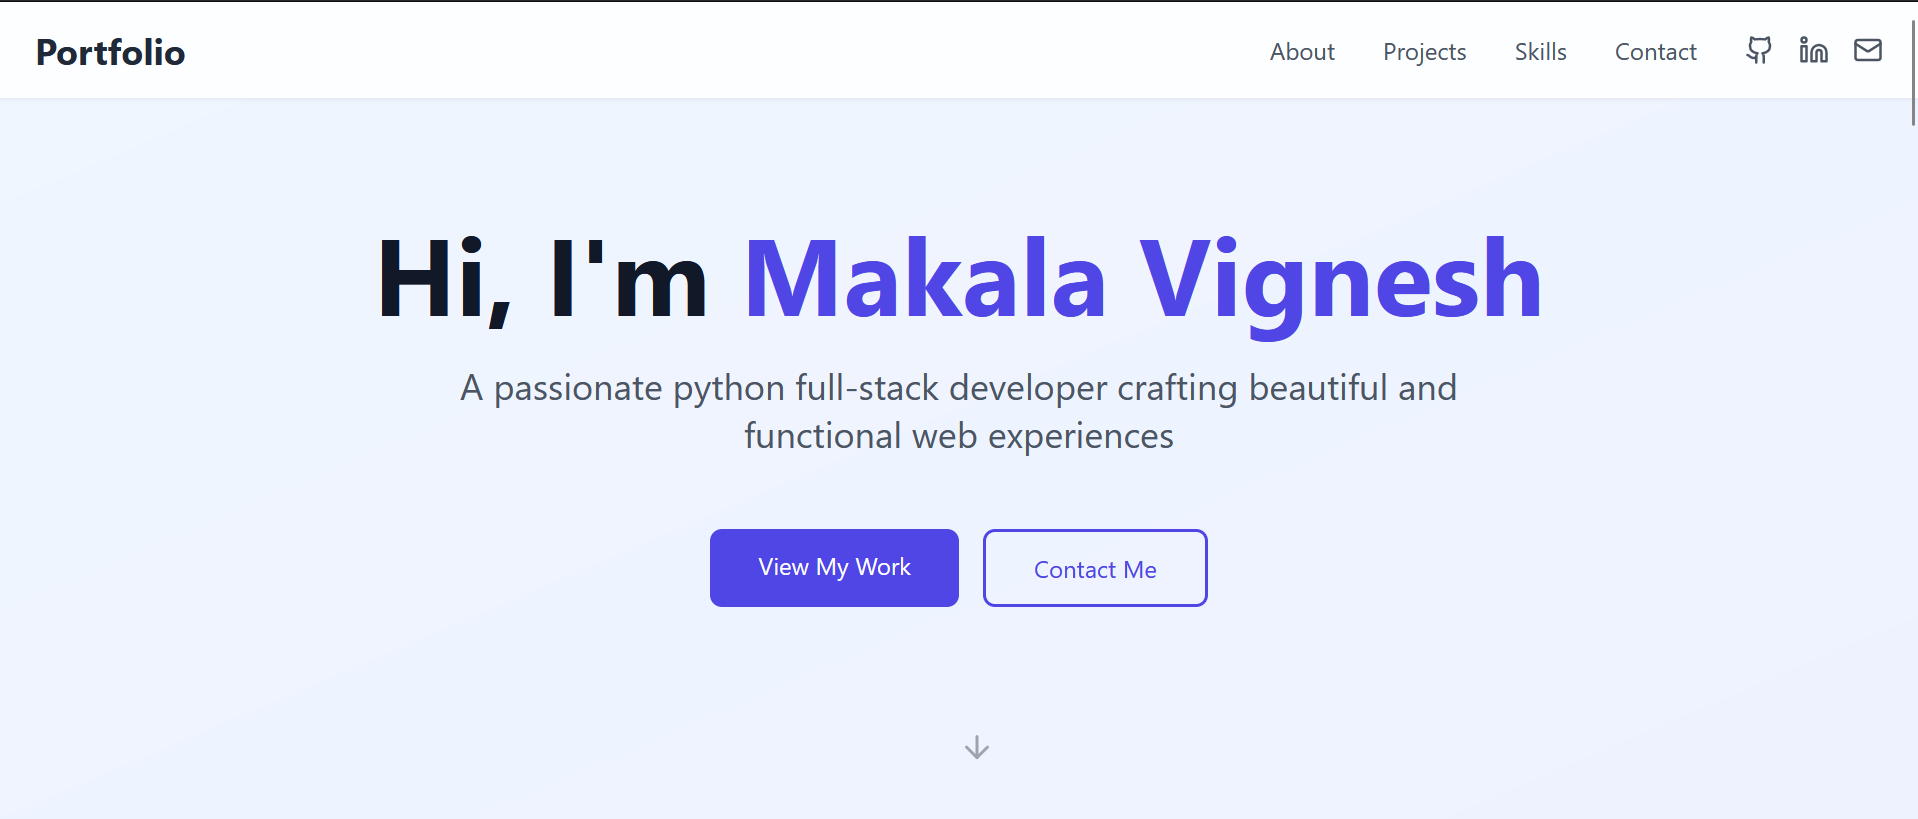 Portfolio
About
Projects
Skills
Contact
Hi, I'm Makala Vignesh
A passionate python full-stack developer crafting beautiful and
functional web experiences
View My Work
Contact Me